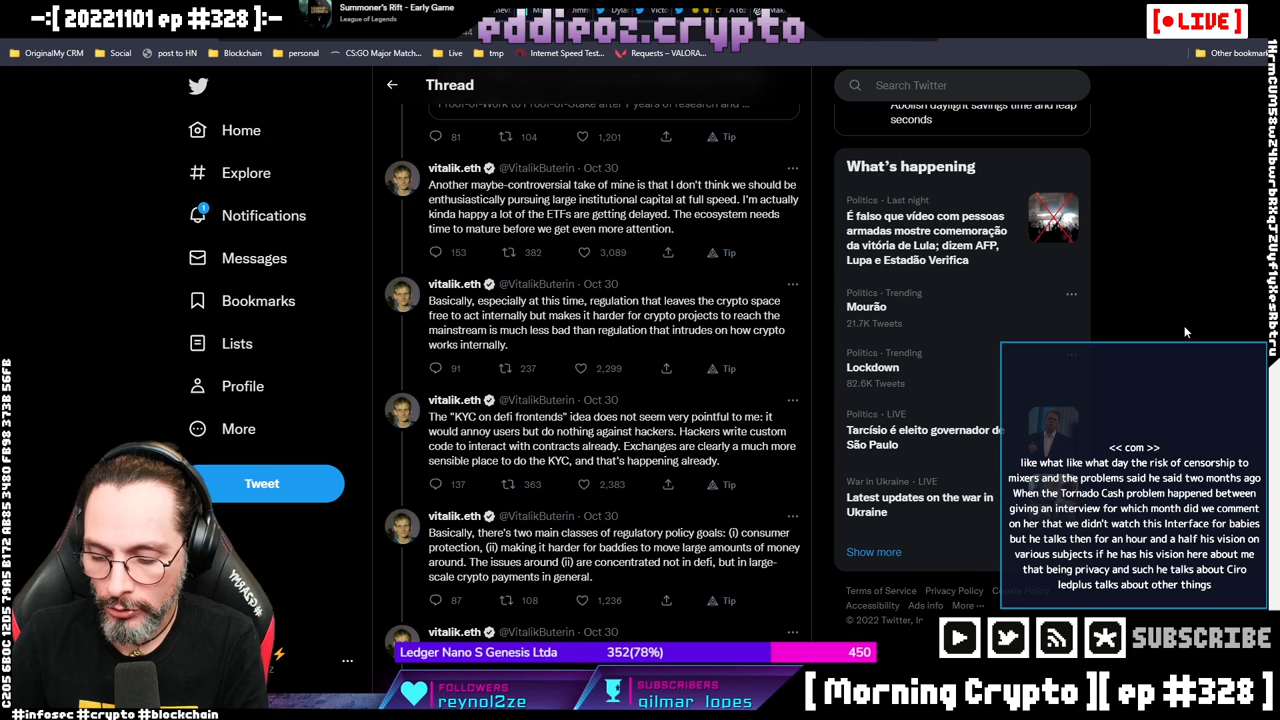 -:[ 20221101 ep #328 ]:-
Summoner's Rift - Early Game
League of Legends
eddieoz.crypto
[ ● LIVE ]
OriginalMy CRM
Social
post to HN
Blockchain
personal
CS:GO Major Match...
Live
tmp
Internet Speed Test...
Requests – VALORA...
Other bookmark
Home
Explore
1
Notifications
Messages
Bookmarks
Lists
Profile
More
Tweet
Thread
Proof-of-Work to Proof-of-Stake after 7 years of research and ...
81 104 1,201 Tip
vitalik.eth @VitalikButerin · Oct 30
Another maybe-controversial take of mine is that I don't think we should be
enthusiastically pursuing large institutional capital at full speed. I'm actually
kinda happy a lot of the ETFs are getting delayed. The ecosystem needs
time to mature before we get even more attention.
153 382 3,089 Tip
vitalik.eth @VitalikButerin · Oct 30
Basically, especially at this time, regulation that leaves the crypto space
free to act internally but makes it harder for crypto projects to reach the
mainstream is much less bad than regulation that intrudes on how crypto
works internally.
91 237 2,299 Tip
vitalik.eth @VitalikButerin · Oct 30
The "KYC on defi frontends" idea does not seem very pointful to me: it
would annoy users but do nothing against hackers. Hackers write custom
code to interact with contracts already. Exchanges are clearly a much more
sensible place to do the KYC, and that's happening already.
137 363 2,383 Tip
vitalik.eth @VitalikButerin · Oct 30
Basically, there's two main classes of regulatory policy goals: (i) consumer
protection, (ii) making it harder for baddies to move large amounts of money
around. The issues around (ii) are concentrated not in defi, but in large-
scale crypto payments in general.
87 108 1,236 Tip
vitalik.eth @VitalikButerin · Oct 30
Search Twitter
Abolish daylight savings time and leap
seconds
What's happening
Politics · Last night
É falso que vídeo com pessoas
armadas mostre comemoração
da vitória de Lula; dizem AFP,
Lupa e Estadão Verifica
Politics · Trending
Mourão
21.7K Tweets
Politics · Trending
Lockdown
82.6K Tweets
Politics · LIVE
Tarcísio é eleito governador de
São Paulo
War in Ukraine · LIVE
Latest updates on the war in
Ukraine
Show more
Terms of Service Privacy Policy
Accessibility Ads info More ...
© 2022 Twitter, In
<< com >>
like what like what day the risk of censorship to
mixers and the problems said he said two months ago
When the Tornado Cash problem happened between
giving an interview for which month did we comment
on her that we didn't watch this Interface for babies
but he talks then for an hour and a half his vision on
various subjects if he has his vision here about me
that being privacy and such he talks about Ciro
ledplus talks about other things
Ledger Nano S Genesis Ltda 352(78%) 450
FOLLOWERS
reynol2ze
SUBSCRIBERS
gilmar_lopes
SUBSCRIBE
[ Morning Crypto ][ ep #328 ]
#infosec #crypto #blockchain